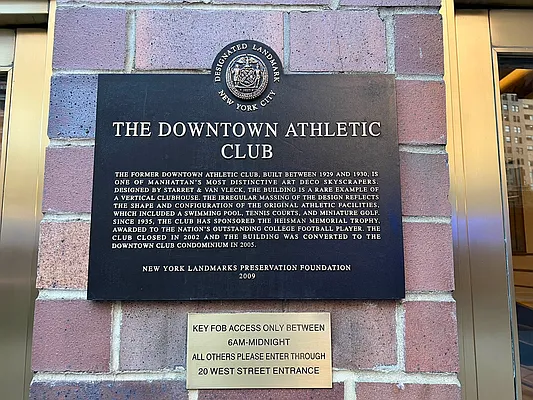 DESIGNATED LANDMARK
NEW YORK CITY
THE DOWNTOWN ATHLETIC
CLUB
THE FORMER DOWNTOWN ATHLETIC CLUB, BUILT BETWEEN 1929 AND 1930, IS
ONE OF MANHATTAN'S MOST DISTINCTIVE ART DECO SKYSCRAPERS.
DESIGNED BY STARRET & VAN VLECK, THE BUILDING IS A RARE EXAMPLE OF
A VERTICAL CLUBHOUSE. THE IRREGULAR MASSING OF THE DESIGN REFLECTS
THE SHAPE AND CONFIGURATION OF THE ORIGINAL ATHLETIC FACILITIES,
WHICH INCLUDED A SWIMMING POOL, TENNIS COURTS, AND MINIATURE GOLF.
SINCE 1935, THE CLUB HAS SPONSORED THE HEISMAN MEMORIAL TROPHY,
AWARDED TO THE NATION'S OUTSTANDING COLLEGE FOOTBALL PLAYER. THE
CLUB CLOSED IN 2002 AND THE BUILDING WAS CONVERTED TO THE
DOWNTOWN CLUB CONDOMINIUM IN 2005.
NEW YORK LANDMARKS PRESERVATION FOUNDATION
2009
KEY FOB ACCESS ONLY BETWEEN
6AM-MIDNIGHT
ALL OTHERS PLEASE ENTER THROUGH
20 WEST STREET ENTRANCE